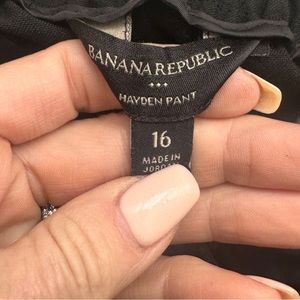 BANANA REPUBLIC
HAYDEN PANT
16
MADE IN
JORDAN